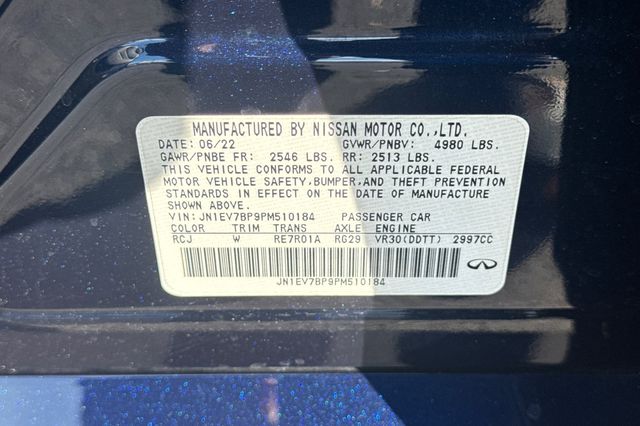 MANUFACTURED BY NISSAN MOTOR CO.,LTD.
DATE: 06/22 GVWR/PNBV: 4980 LBS.
GAWR/PNBE FR: 2546 LBS. RR: 2513 LBS.
THIS VEHICLE CONFORMS TO ALL APPLICABLE FEDERAL
MOTOR VEHICLE SAFETY, BUMPER, AND THEFT PREVENTION
STANDARDS IN EFFECT ON THE DATE OF MANUFACTURE
SHOWN ABOVE.
VIN: JN1EV7BP9PM510184 PASSENGER CAR
COLOR TRIM TRANS AXLE ENGINE
RCJ W RE7R01A RG29 VR30(DDTT) 2997CC
JN1EV7BP9PM510184